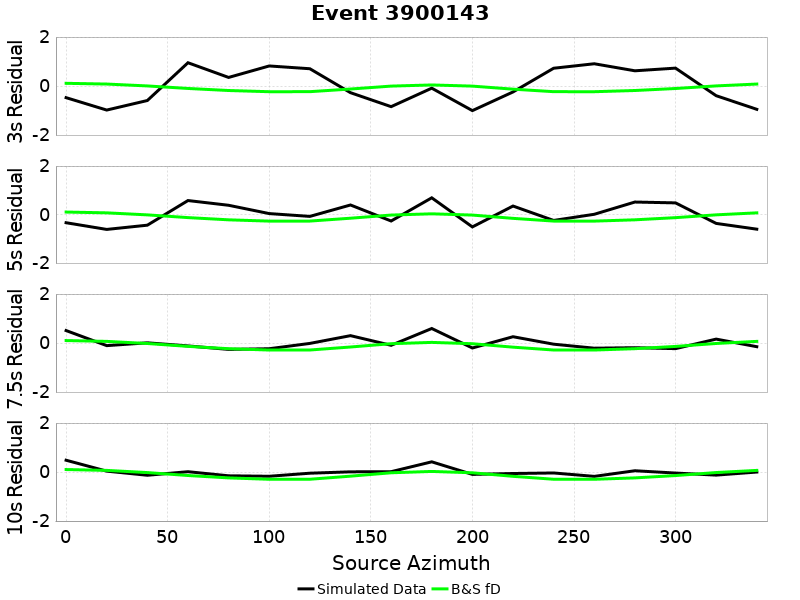 Event 3900143
3s Residual
2
0
-2
5s Residual
2
0
-2
7.5s Residual
2
0
-2
10s Residual
2
0
-2
0 50 100 150 200 250 300
Source Azimuth
Simulated Data B&S fD